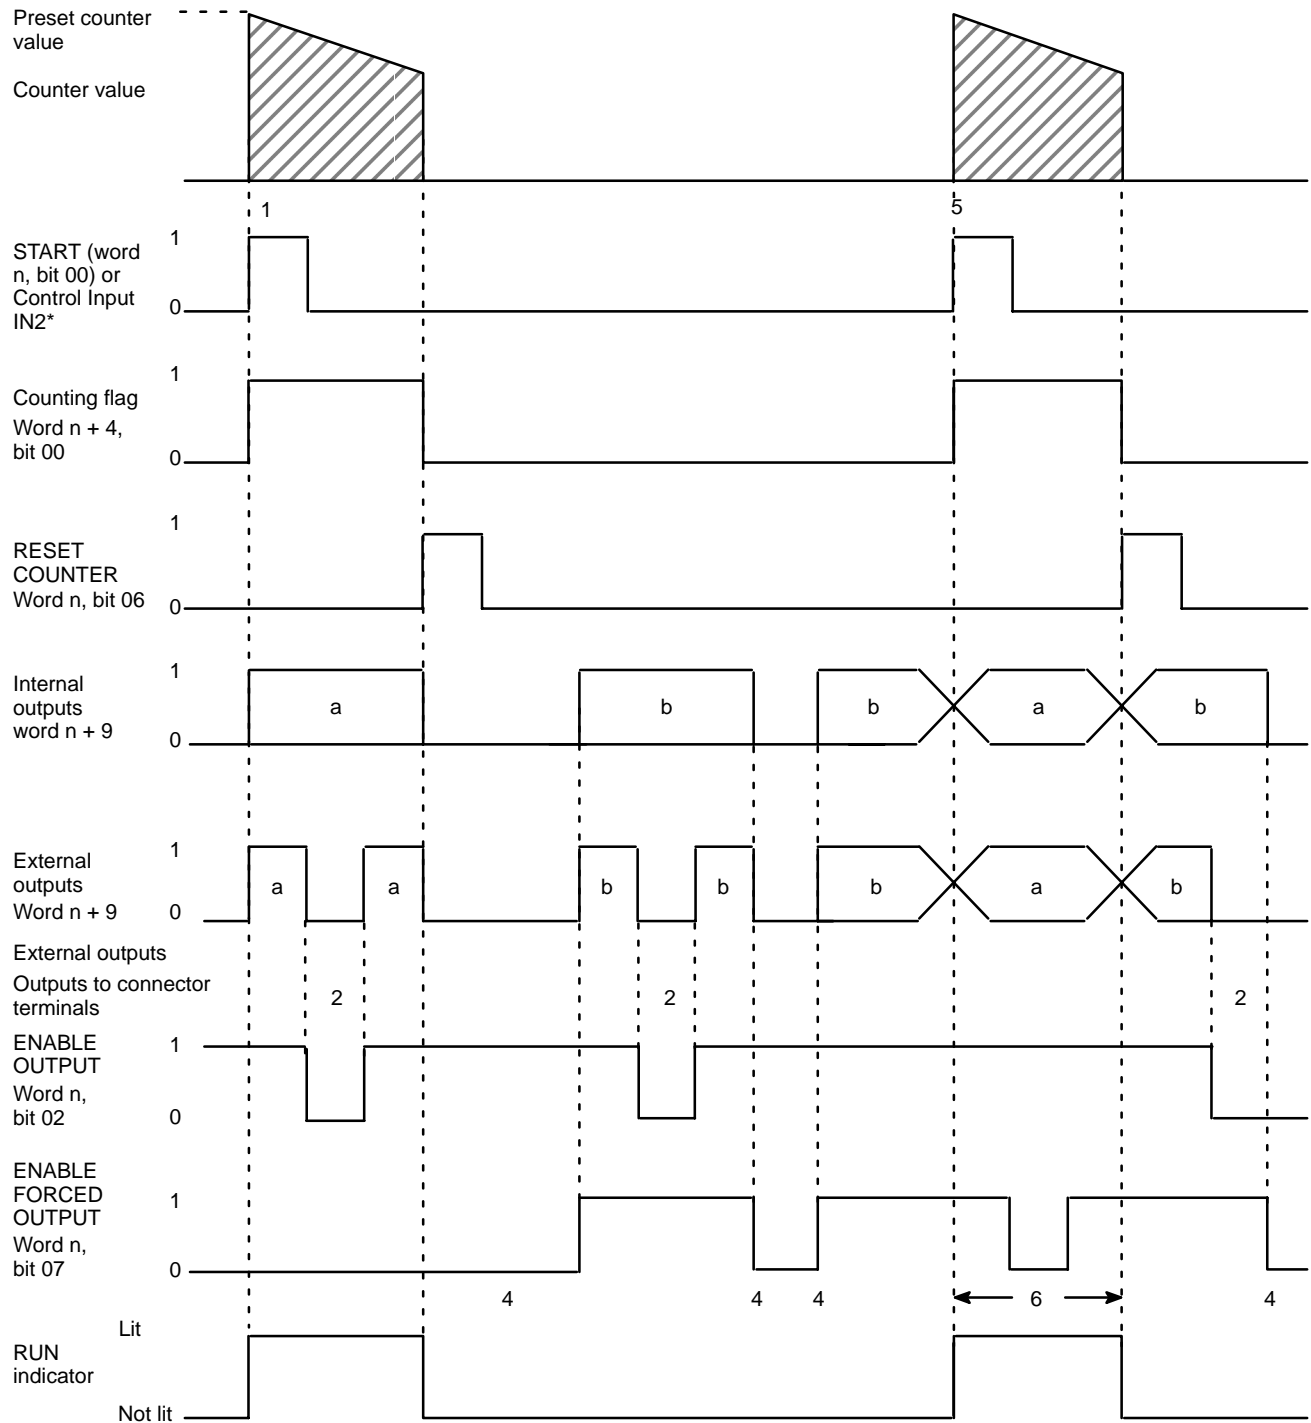 Preset counter
value
Counter value
1
5
START (word
n, bit 00) or
Control Input
IN2*
1
0
Counting flag
Word n + 4,
bit 00
1
0
RESET
COUNTER
Word n, bit 06
1
0
Internal
outputs
word n + 9
1
0
a
b
b
a
b
External
outputs
Word n + 9
1
0
a
a
b
b
b
a
b
External outputs
Outputs to connector
terminals
2
2
2
ENABLE
OUTPUT
Word n,
bit 02
1
0
ENABLE
FORCED
OUTPUT
Word n,
bit 07
1
0
4
4
4
6
4
RUN
indicator
Lit
Not lit